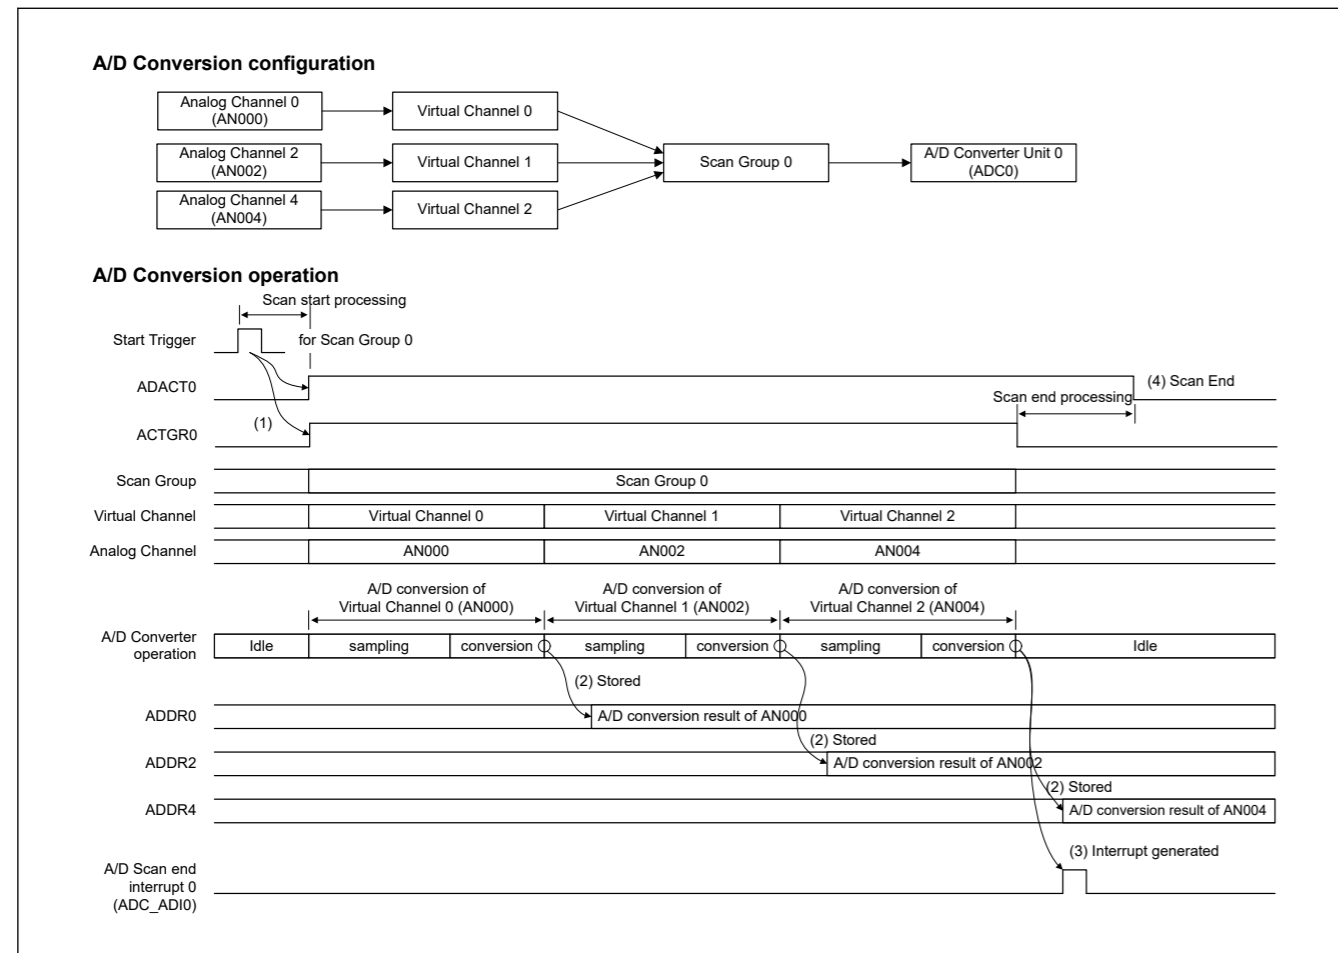 A/D Conversion configuration
Analog Channel 0
(AN000)
Virtual Channel 0
Analog Channel 2
(AN002)
Virtual Channel 1
Scan Group 0
A/D Converter Unit 0
(ADC0)
Analog Channel 4
(AN004)
Virtual Channel 2
A/D Conversion operation
Scan start processing
Start Trigger
for Scan Group 0
ADACT0
(4) Scan End
Scan end processing
(1)
ACTGR0
Scan Group
Scan Group 0
Virtual Channel
Virtual Channel 0
Virtual Channel 1
Virtual Channel 2
Analog Channel
AN000
AN002
AN004
A/D conversion of
Virtual Channel 0 (AN000)
A/D conversion of
Virtual Channel 1 (AN002)
A/D conversion of
Virtual Channel 2 (AN004)
A/D Converter
operation
Idle
sampling
conversion
sampling
conversion
sampling
conversion
Idle
(2) Stored
ADDR0
A/D conversion result of AN000
(2) Stored
ADDR2
A/D conversion result of AN002
(2) Stored
ADDR4
A/D conversion result of AN004
(3) Interrupt generated
A/D Scan end
interrupt 0
(ADC_ADI0)